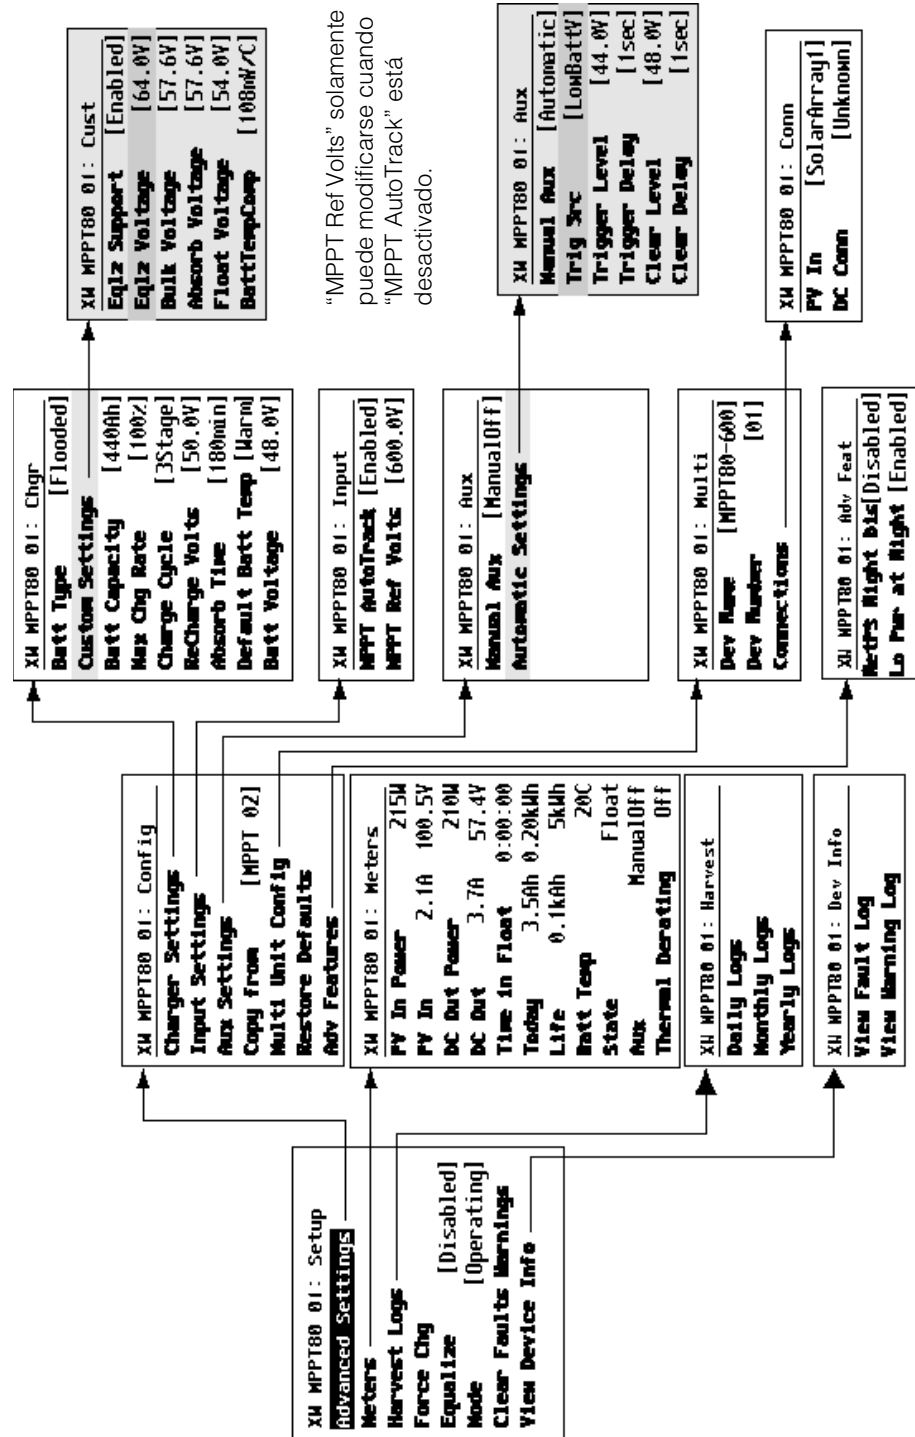 XW MPPT80 01: Setup
Advanced Settings
Meters
Harvest Logs
Force Chg
Equalize [Disabled]
Mode [Operating]
Clear Faults Warnings
View Device Info
XW MPPT80 01: Config
Charger Settings
Input Settings
Aux Settings
Copy from [MPPT 02]
Multi Unit Config
Restore Defaults
Adv Features
XW MPPT80 01: Meters
PV In Power 215W
PV In 2.1A 100.5V
DC Out Power 210W
DC Out 3.7A 57.4V
Time in Float 0:00:00
Today 3.5Ah 0.20kWh
Life 0.1kAh 5kWh
Batt Temp 20C
State Float
Aux ManualOff
Thermal Derating Off
XW MPPT80 01: Harvest
Daily Logs
Monthly Logs
Yearly Logs
XW MPPT80 01: Dev Info
View Fault Log
View Warning Log
XW MPPT80 01: Chgr
Batt Type [Flooded]
Custom Settings
Batt Capacity [440Ah]
Max Chg Rate [100%]
Charge Cycle [3Stage]
ReCharge Volts [50.0V]
Absorb Time [180min]
Default Batt Temp [Warm]
Batt Voltage [48.0V]
XW MPPT80 01: Input
MPPT AutoTrack [Enabled]
MPPT Ref Volts [600.0V]
XW MPPT80 01: Aux
Manual Aux [ManualOff]
Automatic Settings
XW MPPT80 01: Multi
Dev Name [MPPT80-600]
Dev Number [01]
Connections
XW MPPT80 01: Adv Feat
Metrs Night Dis[Disabled]
Lo Pwr at Night [Enabled]
XW MPPT80 01: Cust
Eqlz Support [Enabled]
Eqlz Voltage [64.0V]
Bulk Voltage [57.6V]
Absorb Voltage [57.6V]
Float Voltage [54.0V]
BattTempComp [108mV/C]
“MPPT Ref Volts” solamente
puede modificarse cuando
“MPPT AutoTrack” está
desactivado.
XW MPPT80 01: Aux
Manual Aux [Automatic]
Trig Src [LowBattV]
Trigger Level [44.0V]
Trigger Delay [1sec]
Clear Level [48.0V]
Clear Delay [1sec]
XW MPPT80 01: Conn
PV In [SolarArray1]
DC Conn [Unknown]